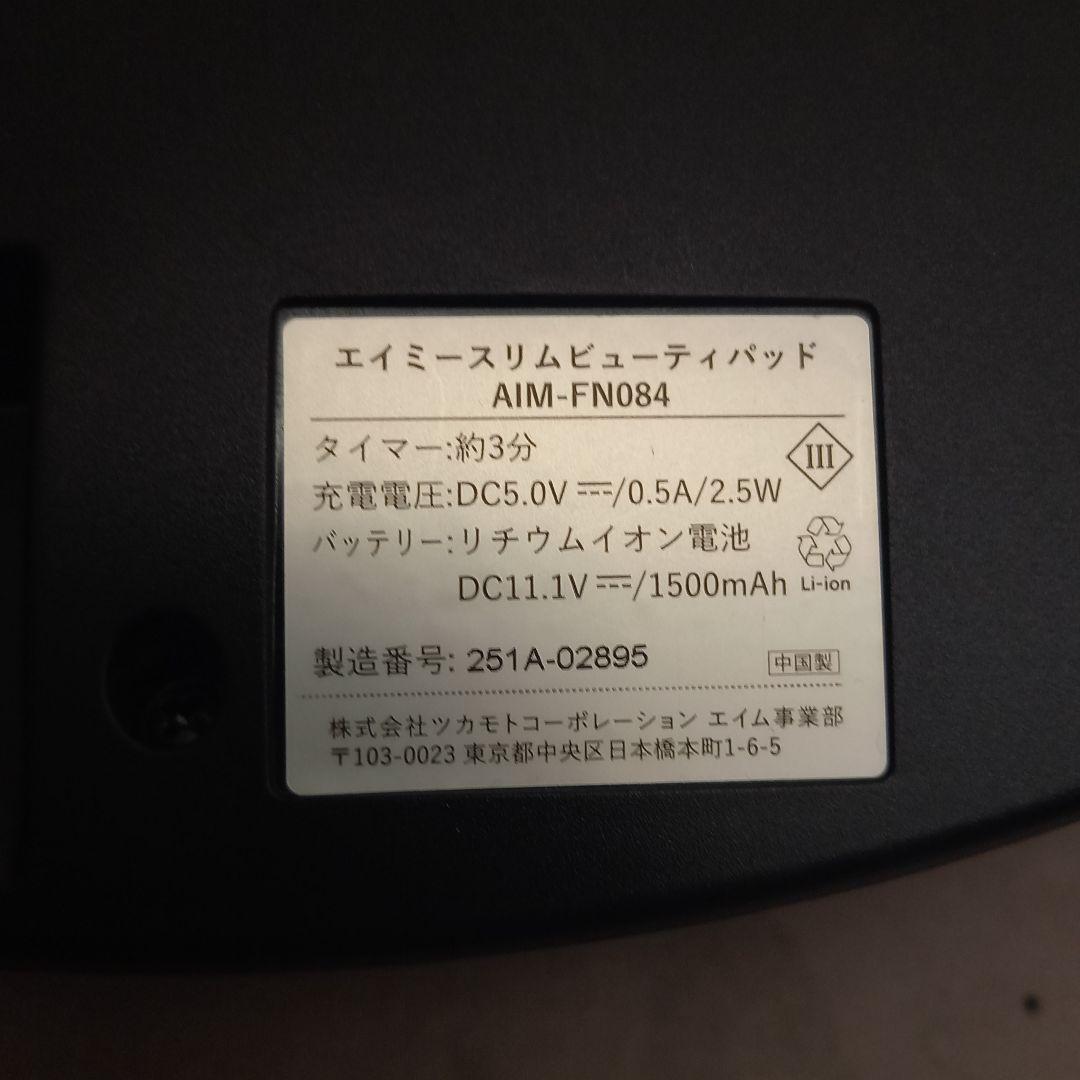 エイミースリムビューティパッド
AIM-FN084
タイマー:約3分
III
充電電圧:DC5.0V ⎓/0.5A/2.5W
バッテリー:リチウムイオン電池
DC11.1V⎓/1500mAh
Li-ion
製造番号: 251A-02895
中国製
株式会社ツカモトコーポレーション エイム事業部
〒103-0023 東京都中央区日本橋本町1-6-5